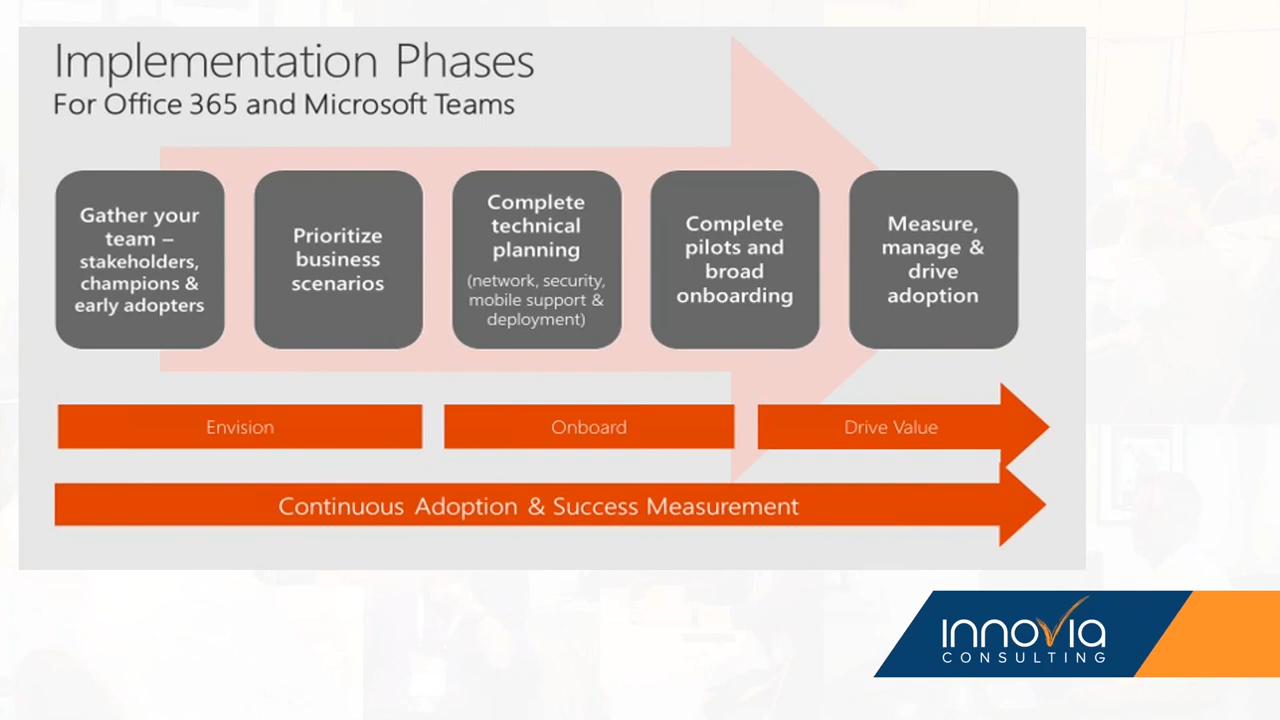 Implementation Phases
For Office 365 and Microsoft Teams
Gather your
team –
stakeholders,
champions &
early adopters
Prioritize
business
scenarios
Complete
technical
planning
(network, security,
mobile support &
deployment)
Complete
pilots and
broad
onboarding
Measure,
manage &
drive
adoption
Envision
Onboard
Drive Value
Continuous Adoption & Success Measurement
innovia
CONSULTING